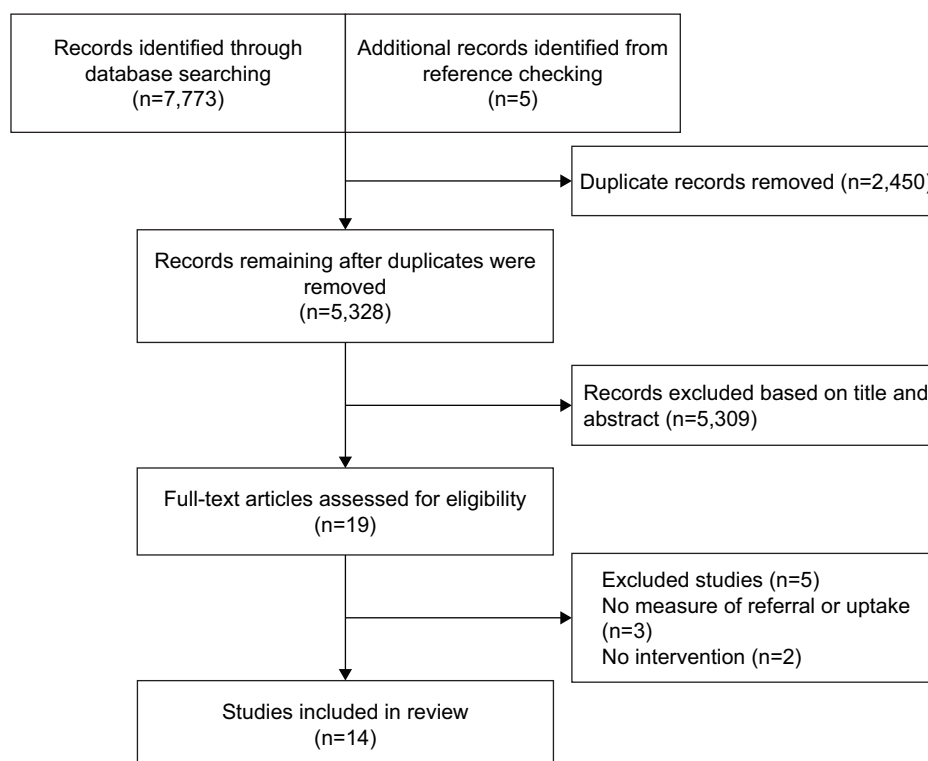 Records identified through
database searching
(n=7,773)
Additional records identified from
reference checking
(n=5)
Duplicate records removed (n=2,450)
Records remaining after duplicates were
removed
(n=5,328)
Records excluded based on title and
abstract (n=5,309)
Full-text articles assessed for eligibility
(n=19)
Excluded studies (n=5)
No measure of referral or uptake
(n=3)
No intervention (n=2)
Studies included in review
(n=14)